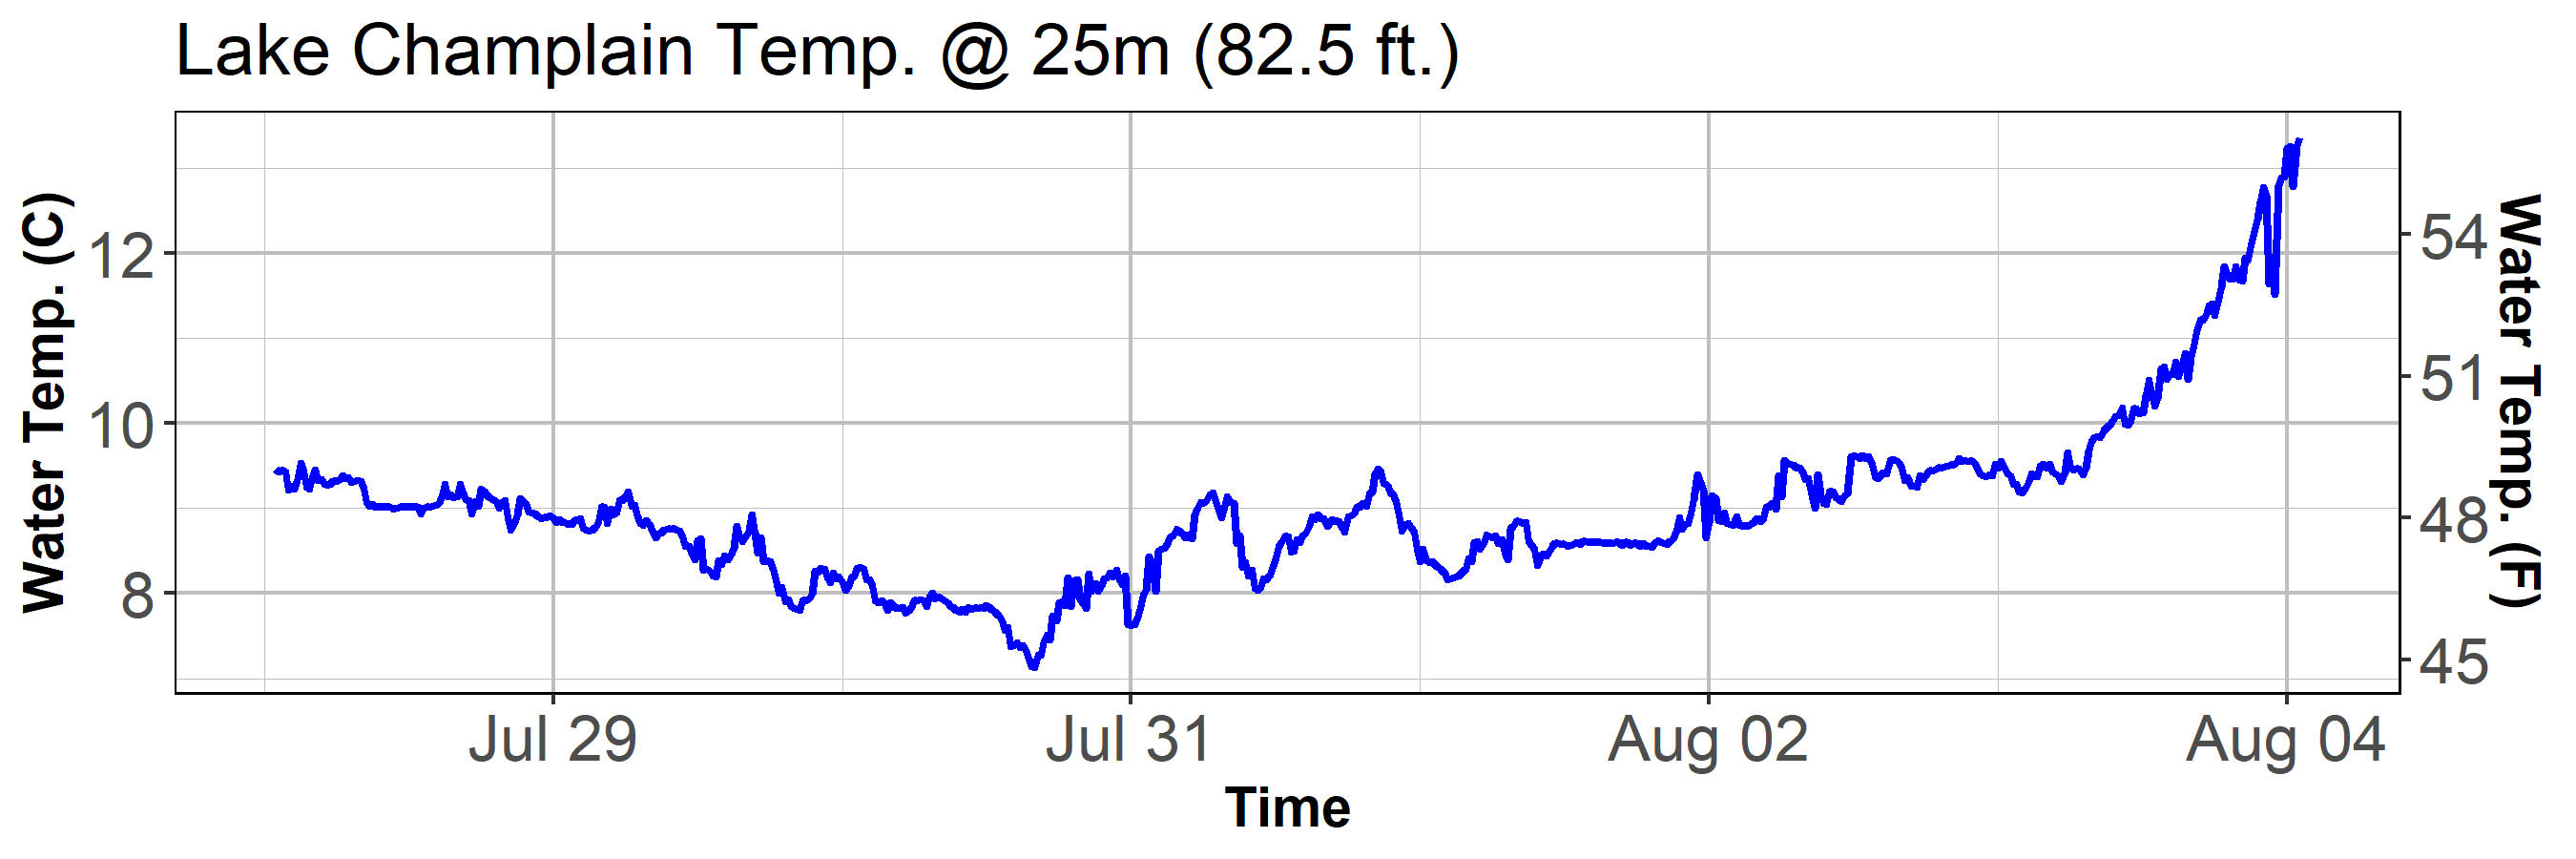 Lake Champlain Temp. @ 25m (82.5 ft.)
Water Temp. (C)
12
10
8
54
51
48
45
Water Temp. (F)
Jul 29
Jul 31
Aug 02
Aug 04
Time